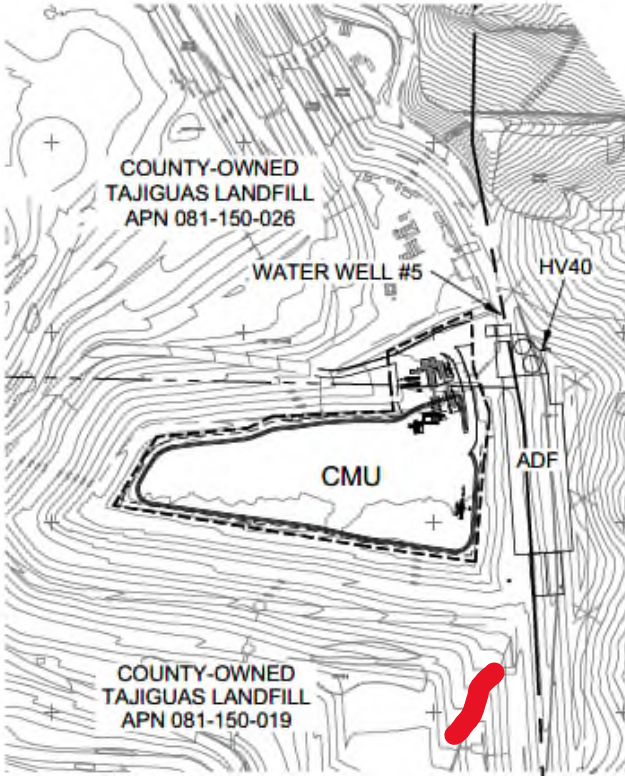 COUNTY-OWNED
TAJIGUAS LANDFILL
APN 081-150-026
WATER WELL #5
HV40
ADF
CMU
COUNTY-OWNED
TAJIGUAS LANDFILL
APN 081-150-019